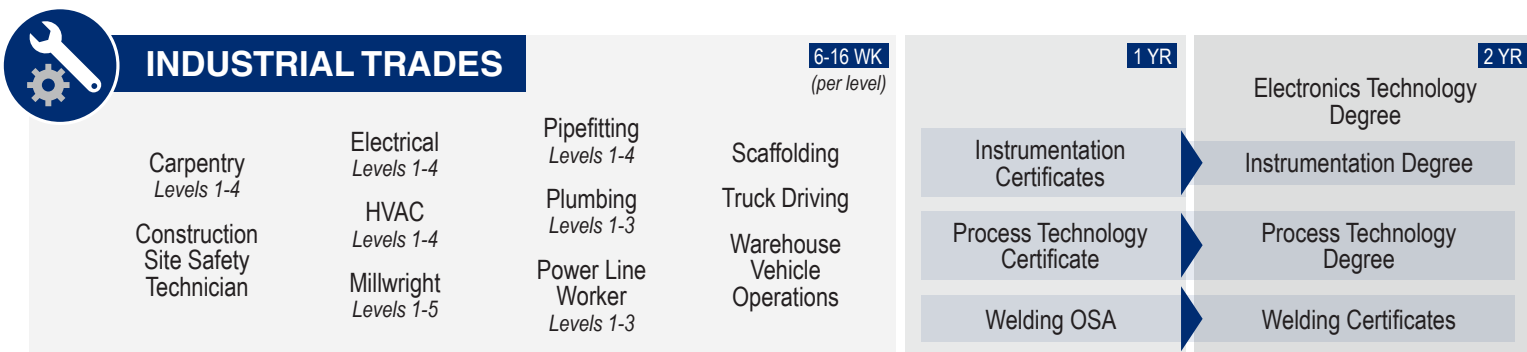 INDUSTRIAL TRADES
6-16 WK
(per level)
Carpentry
Levels 1-4
Construction
Site Safety
Technician
Electrical
Levels 1-4
HVAC
Levels 1-4
Millwright
Levels 1-5
Pipefitting
Levels 1-4
Plumbing
Levels 1-3
Power Line
Worker
Levels 1-3
Scaffolding
Truck Driving
Warehouse
Vehicle
Operations
1 YR
Instrumentation
Certificates
Process Technology
Certificate
Welding OSA
2 YR
Electronics Technology
Degree
Instrumentation Degree
Process Technology
Degree
Welding Certificates